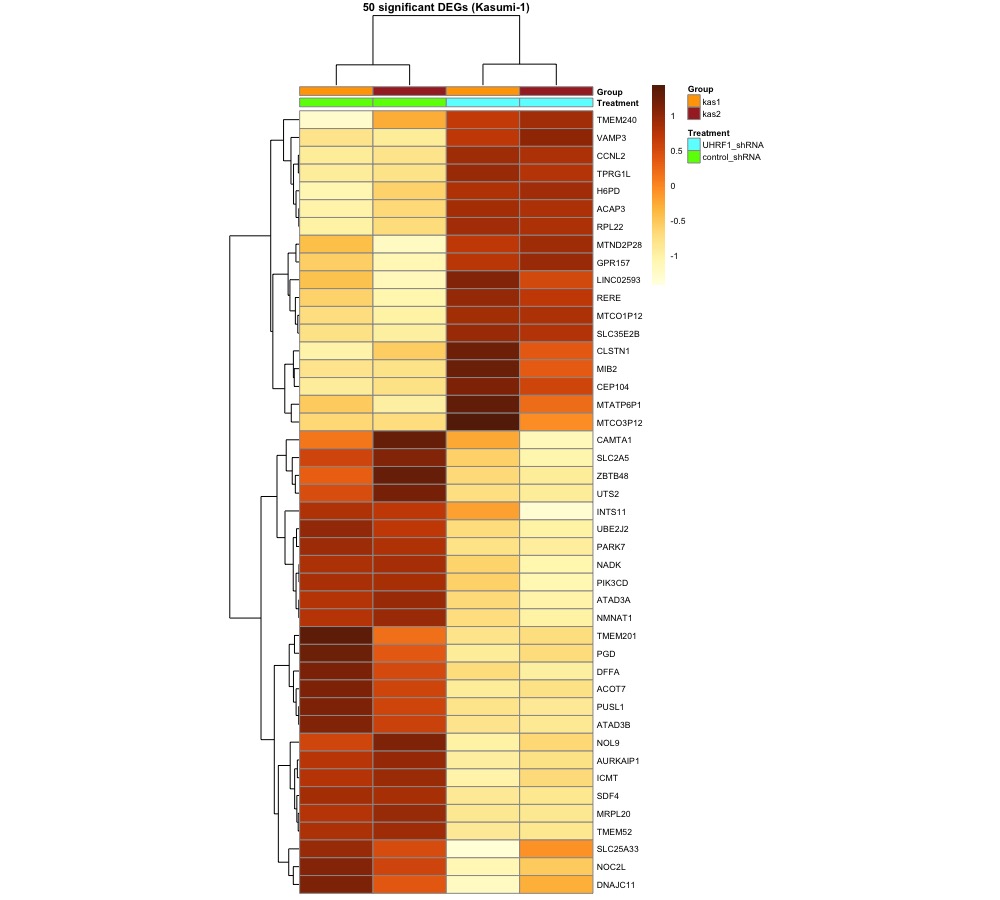 50 significant DEGs (Kasumi-1)
Group
Treatment
TMEM240
VAMP3
CCNL2
TPRG1L
H6PD
ACAP3
RPL22
MTND2P28
GPR157
LINC02593
RERE
MTCO1P12
SLC35E2B
CLSTN1
MIB2
CEP104
MTATP6P1
MTCO3P12
CAMTA1
SLC2A5
ZBTB48
UTS2
INTS11
UBE2J2
PARK7
NADK
PIK3CD
ATAD3A
NMNAT1
TMEM201
PGD
DFFA
ACOT7
PUSL1
ATAD3B
NOL9
AURKAIP1
ICMT
SDF4
MRPL20
TMEM52
SLC25A33
NOC2L
DNAJC11
1
0.5
0
-0.5
-1
Group
kas1
kas2
Treatment
UHRF1_shRNA
control_shRNA